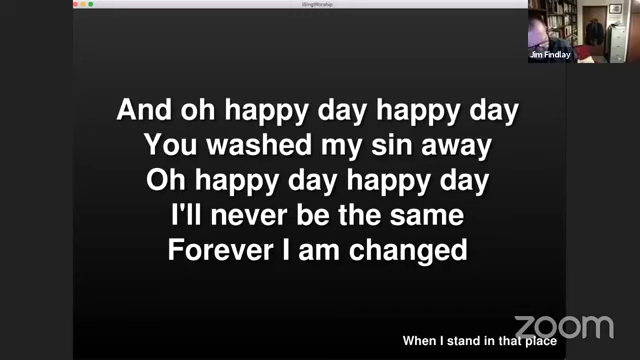 iSingWorship
Jim Findlay
And oh happy day happy day
You washed my sin away
Oh happy day happy day
I'll never be the same
Forever I am changed
zoom
When I stand in that place